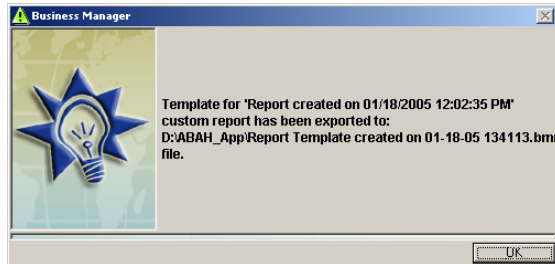 Business Manager
Template for 'Report created on 01/18/2005 12:02:35 PM'
custom report has been exported to:
D:\ABAH_App\Report Template created on 01-18-05 134113.bmr
file.
OK